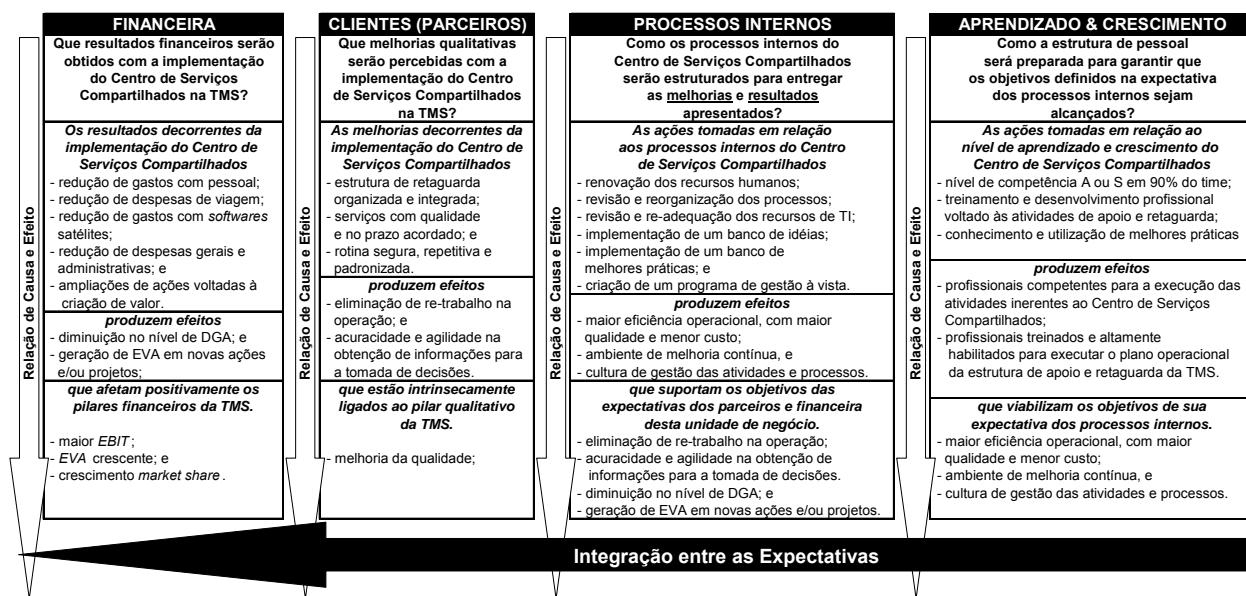 FINANCEIRA
Relação de Causa e Efeito
Que resultados financeiros serão
obtidos com a implementação
do Centro de Serviços
Compartilhados na TMS?
Os resultados decorrentes da
implementação do Centro de
Serviços Compartilhados
- redução de gastos com pessoal;
- redução de despesas de viagem;
- redução de gastos com softwares
satélites;
- redução de despesas gerais e
administrativas; e
- ampliações de ações voltadas à
criação de valor.
produzem efeitos
- diminuição no nível de DGA; e
- geração de EVA em novas ações
e/ou projetos;
que afetam positivamente os
pilares financeiros da TMS.
- maior EBIT;
- EVA crescente; e
- crescimento market share.
CLIENTES (PARCEIROS)
Relação de Causa e Efeito
Que melhorias qualitativas
serão percebidas com a
implementação do Centro
de Serviços Compartilhados
na TMS?
As melhorias decorrentes da
implementação do Centro de
Serviços Compartilhados
- estrutura de retaguarda
organizada e integrada;
- serviços com qualidade
e no prazo acordado; e
- rotina segura, repetitiva e
padronizada.
produzem efeitos
- eliminação de re-trabalho na
operação; e
- acuracidade e agilidade na
obtenção de informações para
a tomada de decisões.
que estão intrinsecamente
ligados ao pilar qualitativo
da TMS.
- melhoria da qualidade;
PROCESSOS INTERNOS
Relação de Causa e Efeito
Como os processos internos do
Centro de Serviços Compartilhados
serão estruturados para entregar
as melhorias e resultados
apresentados?
As ações tomadas em relação
aos processos internos do Centro
de Serviços Compartilhados
- renovação dos recursos humanos;
- revisão e reorganização dos processos;
- revisão e re-adequação dos recursos de TI;
- implementação de um banco de idéias;
- implementação de um banco de
melhores práticas; e
- criação de um programa de gestão à vista.
produzem efeitos
- maior eficiência operacional, com maior
qualidade e menor custo;
- ambiente de melhoria contínua, e
- cultura de gestão das atividades e processos.
que suportam os objetivos das
expectativas dos parceiros e financeira
desta unidade de negócio.
- eliminação de re-trabalho na operação;
- acuracidade e agilidade na obtenção de
informações para a tomada de decisões.
- diminuição no nível de DGA; e
- geração de EVA em novas ações e/ou projetos.
APRENDIZADO & CRESCIMENTO
Relação de Causa e Efeito
Como a estrutura de pessoal
será preparada para garantir que
os objetivos definidos na expectativa
dos processos internos sejam
alcançados?
As ações tomadas em relação ao
nível de aprendizado e crescimento do
Centro de Serviços Compartilhados
- nível de competência A ou S em 90% do time;
- treinamento e desenvolvimento profissional
voltado às atividades de apoio e retaguarda;
- conhecimento e utilização de melhores práticas
produzem efeitos
- profissionais competentes para a execução das
atividades inerentes ao Centro de Serviços
Compartilhados;
- profissionais treinados e altamente
habilitados para executar o plano operacional
da estrutura de apoio e retaguarda da TMS.
que viabilizam os objetivos de sua
expectativa dos processos internos.
- maior eficiência operacional, com maior
qualidade e menor custo;
- ambiente de melhoria contínua, e
- cultura de gestão das atividades e processos.
Integração entre as Expectativas